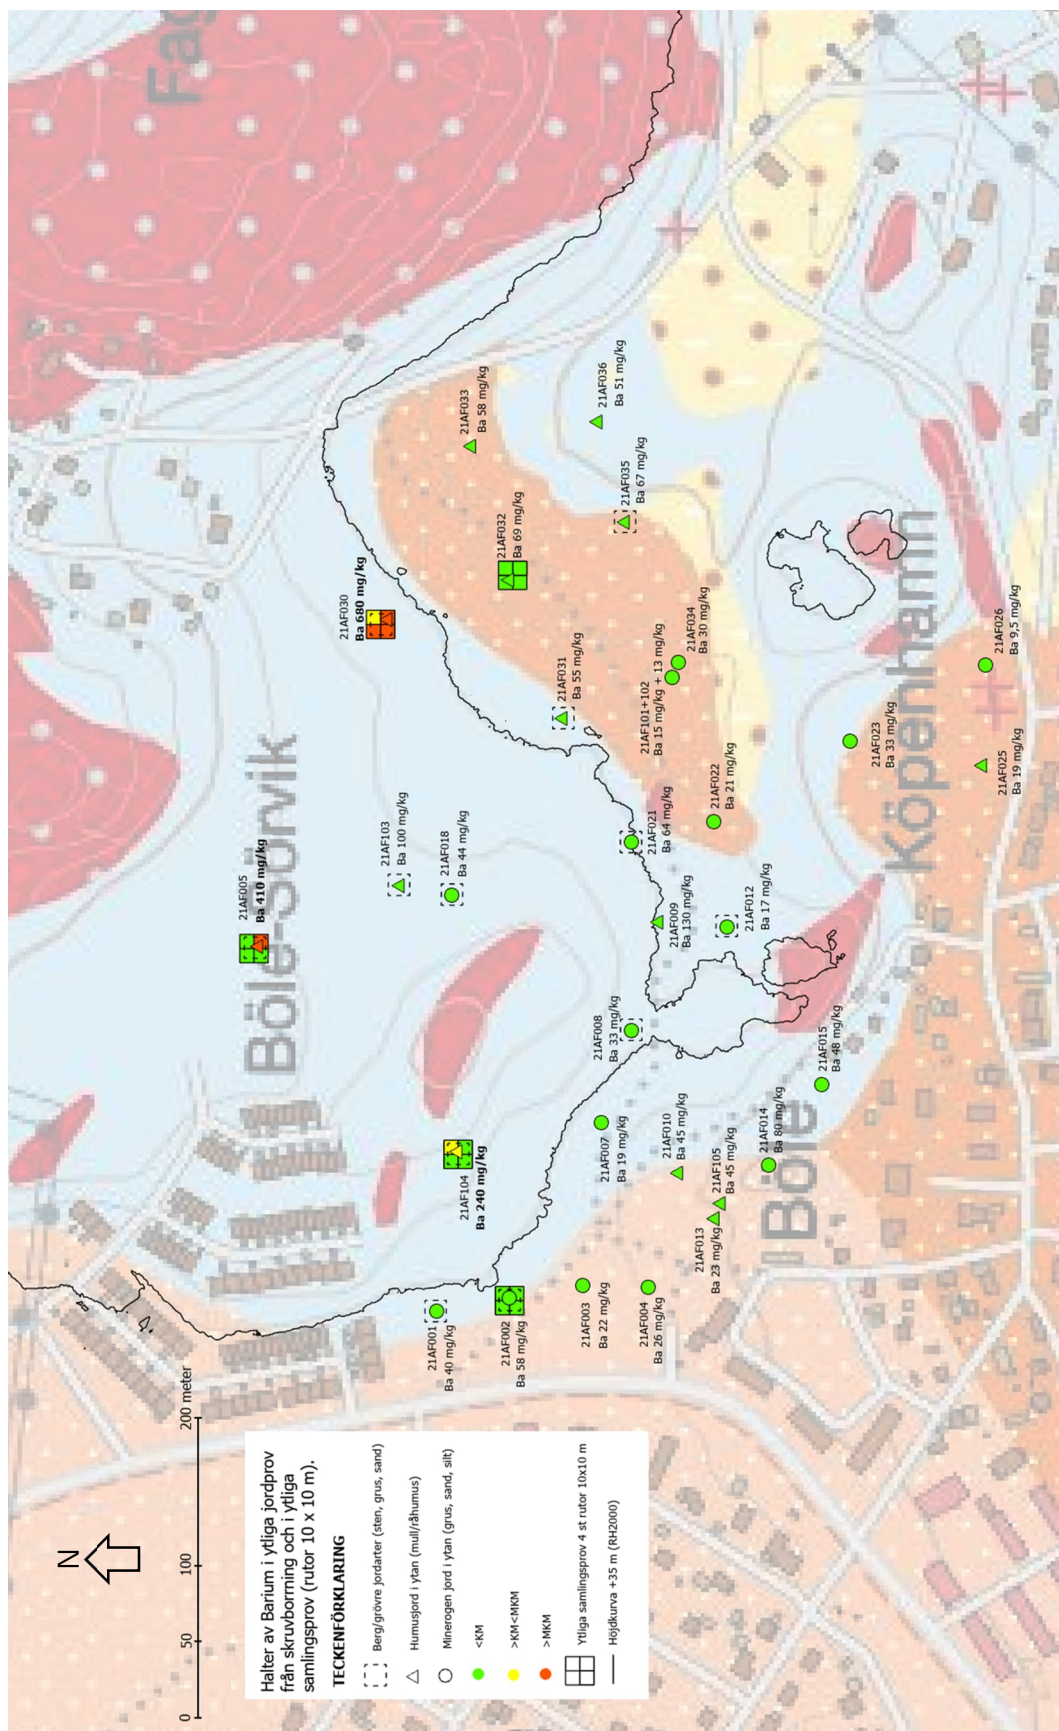 Halter av Barium i ytliga jordprov
från skruvborrning och i ytliga
samlingsprov (rutor 10 x 10 m).
TECKENFÖRKLARING
Berg/grövre jordarter (sten, grus, sand)
Humusjord i ytan (mull/råhumus)
Minerogen jord i ytan (grus, sand, silt)
<KM
>KM<MKM
>MKM
Ytliga samlingsprov 4 st rutor 10x10 m
Höjdkurva +35 m (RH2000)
N
0
50
100
200 meter
21AF001
Ba 40 mg/kg
21AF002
Ba 58 mg/kg
21AF003
Ba 22 mg/kg
21AF004
Ba 26 mg/kg
21AF104
Ba 240 mg/kg
21AF013
Ba 23 mg/kg
21AF105
Ba 45 mg/kg
21AF010
Ba 45 mg/kg
21AF007
Ba 19 mg/kg
21AF014
Ba 80 mg/kg
21AF015
Ba 48 mg/kg
21AF008
Ba 33 mg/kg
21AF005
Ba 410 mg/kg
21AF103
Ba 100 mg/kg
21AF018
Ba 44 mg/kg
21AF009
Ba 130 mg/kg
21AF012
Ba 17 mg/kg
21AF021
Ba 64 mg/kg
21AF022
Ba 21 mg/kg
21AF031
Ba 55 mg/kg
21AF101+102
Ba 15 mg/kg + 13 mg/kg
21AF034
Ba 30 mg/kg
21AF023
Ba 33 mg/kg
21AF025
Ba 19 mg/kg
21AF026
Ba 9,5 mg/kg
21AF030
Ba 680 mg/kg
21AF032
Ba 69 mg/kg
21AF035
Ba 67 mg/kg
21AF033
Ba 58 mg/kg
21AF036
Ba 51 mg/kg
Böle-Sörvik
Böle
Köpenhamn
Fag